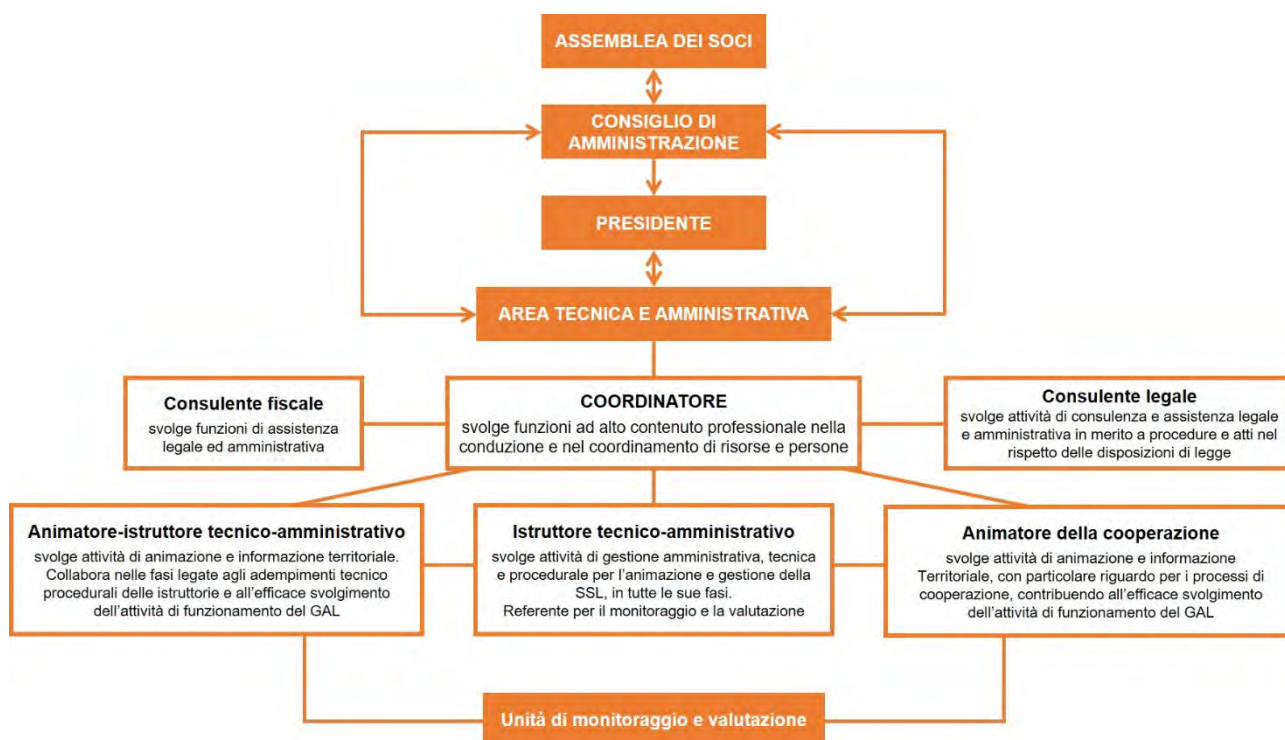 ASSEMBLEA DEI SOCI
CONSIGLIO DI
AMMINISTRAZIONE
PRESIDENTE
AREA TECNICA E AMMINISTRATIVA
Consulente fiscale
svolge funzioni di assistenza
legale ed amministrativa
COORDINATORE
svolge funzioni ad alto contenuto professionale nella
conduzione e nel coordinamento di risorse e persone
Consulente legale
svolge attività di consulenza e assistenza legale
e amministrativa in merito a procedure e atti nel
rispetto delle disposizioni di legge
Animatore-istruttore tecnico-amministrativo
svolge attività di animazione e informazione territoriale.
Collabora nelle fasi legate agli adempimenti tecnico
procedurali delle istruttorie e all'efficace svolgimento
dell'attività di funzionamento del GAL
Istruttore tecnico-amministrativo
svolge attività di gestione amministrativa, tecnica
e procedurale per l'animazione e gestione della
SSL, in tutte le sue fasi.
Referente per il monitoraggio e la valutazione
Animatore della cooperazione
svolge attività di animazione e informazione
Territoriale, con particolare riguardo per i processi di
cooperazione, contribuendo all'efficace svolgimento
dell'attività di funzionamento del GAL
Unità di monitoraggio e valutazione